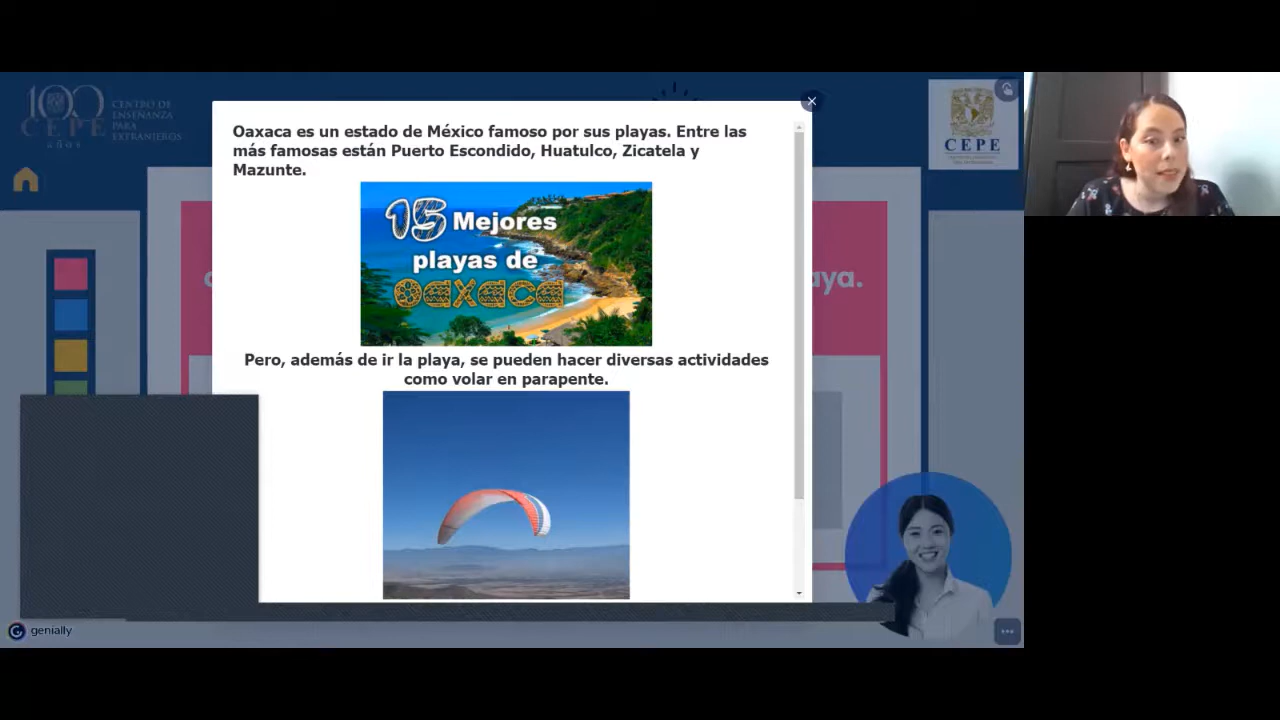 100
CEPE
años
CENTRO DE
ENSEÑANZA
PARA
EXTRANJEROS
CEPE
Oaxaca es un estado de México famoso por sus playas. Entre las
más famosas están Puerto Escondido, Huatulco, Zicatela y
Mazunte.
15 Mejores
playas de
OAXACA
aya.
Pero, además de ir la playa, se pueden hacer diversas actividades
como volar en parapente.
genially